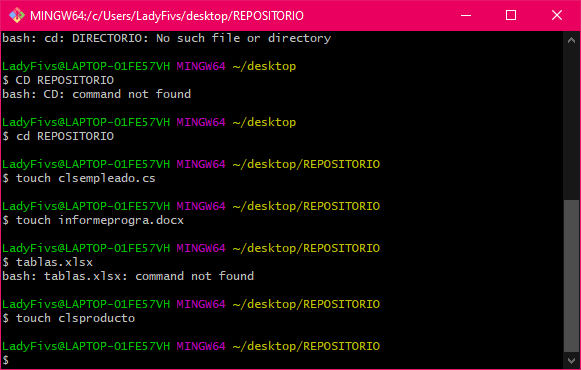 MINGW64:/c/Users/LadyFivs/desktop/REPOSITORIO
bash: cd: DIRECTORIO: No such file or directory
LadyFivs@LAPTOP-01FE57VH MINGW64 ~/desktop
$ CD REPOSITORIO
bash: CD: command not found
LadyFivs@LAPTOP-01FE57VH MINGW64 ~/desktop
$ cd REPOSITORIO
LadyFivs@LAPTOP-01FE57VH MINGW64 ~/desktop/REPOSITORIO
$ touch clsempleado.cs
LadyFivs@LAPTOP-01FE57VH MINGW64 ~/desktop/REPOSITORIO
$ touch informeprogra.docx
LadyFivs@LAPTOP-01FE57VH MINGW64 ~/desktop/REPOSITORIO
$ tablas.xlsx
bash: tablas.xlsx: command not found
LadyFivs@LAPTOP-01FE57VH MINGW64 ~/desktop/REPOSITORIO
$ touch clsproducto
LadyFivs@LAPTOP-01FE57VH MINGW64 ~/desktop/REPOSITORIO
$